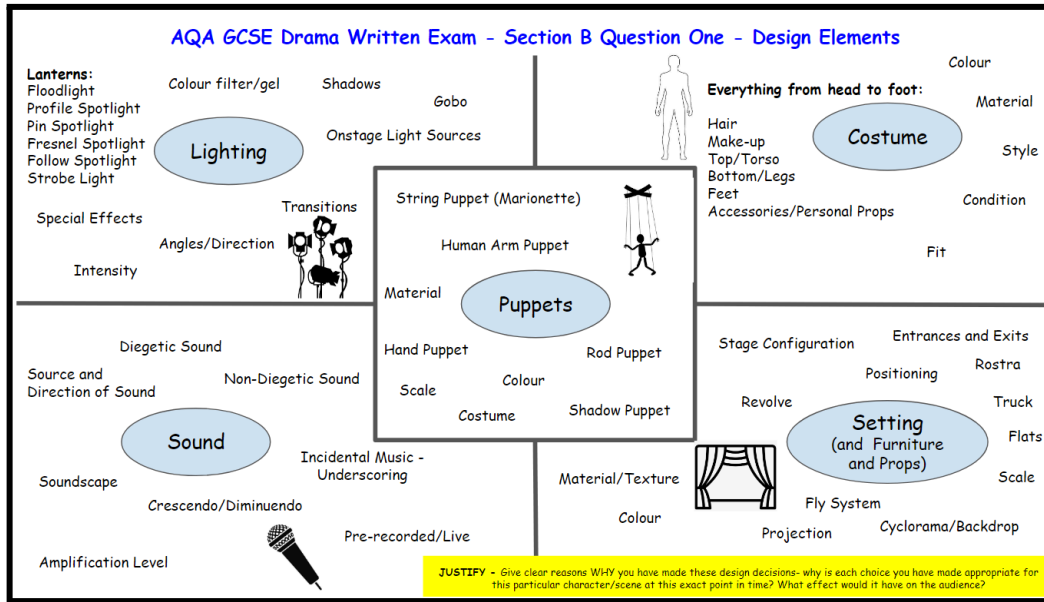 AQA GCSE Drama Written Exam - Section B Question One - Design Elements
Lanterns:
Floodlight
Profile Spotlight
Pin Spotlight
Fresnel Spotlight
Follow Spotlight
Strobe Light
Colour filter/gel
Shadows
Gobo
Onstage Light Sources
Lighting
Special Effects
Transitions
Angles/Direction
Intensity
Colour
Everything from head to foot:
Material
Hair
Make-up
Top/Torso
Bottom/Legs
Feet
Accessories/Personal Props
Costume
Style
Condition
Fit
String Puppet (Marionette)
Human Arm Puppet
Material
Puppets
Hand Puppet
Rod Puppet
Scale
Colour
Costume
Shadow Puppet
Diegetic Sound
Source and
Direction of Sound
Non-Diegetic Sound
Sound
Incidental Music -
Underscoring
Soundscape
Crescendo/Diminuendo
Pre-recorded/Live
Amplification Level
Stage Configuration
Entrances and Exits
Positioning
Rostra
Revolve
Truck
Setting
(and Furniture
and Props)
Flats
Material/Texture
Scale
Fly System
Colour
Projection
Cyclorama/Backdrop
JUSTIFY - Give clear reasons WHY you have made these design decisions- why is each choice you have made appropriate for
this particular character/scene at this exact point in time? What effect would it have on the audience?